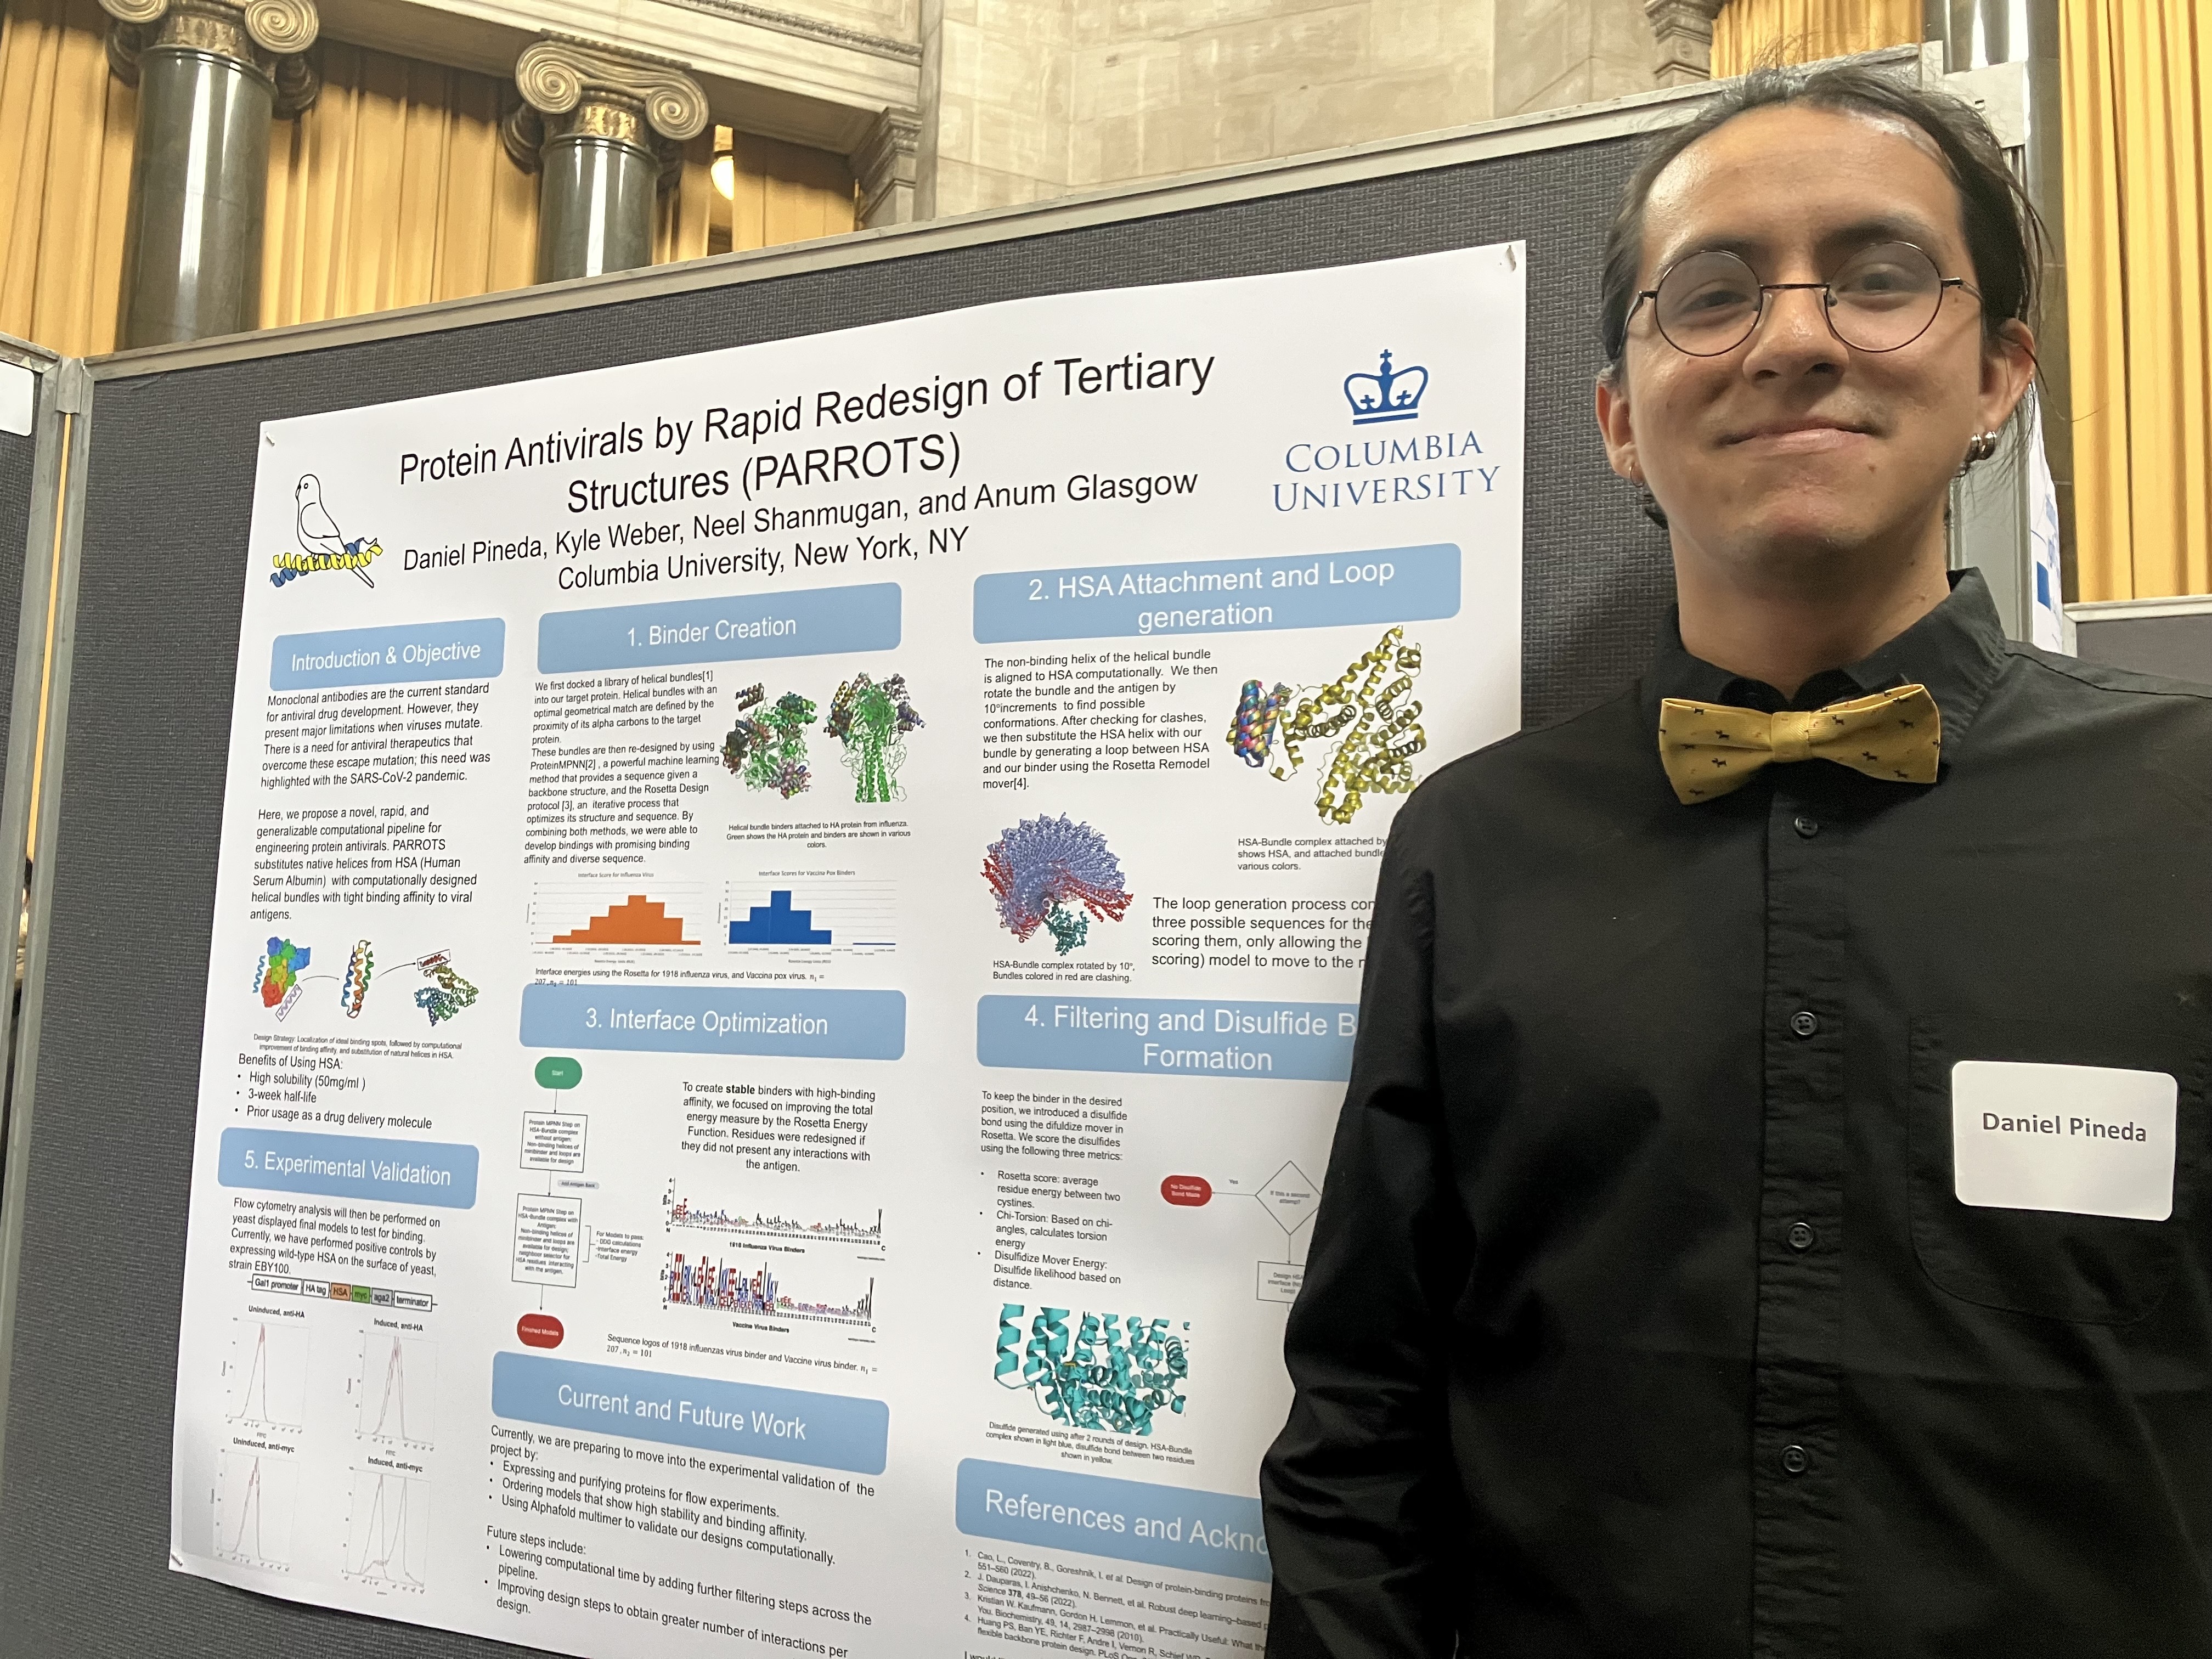 Protein Antivirals by Rapid Redesign of Tertiary
Structures (PARROTS)
Daniel Pineda, Kyle Weber, Neel Shanmugan, and Anum Glasgow
Columbia University, New York, NY
COLUMBIA
UNIVERSITY
Introduction & Objective
Monoclonal antibodies are the current standard
for antiviral drug development. However, they
present major limitations when viruses mutate.
There is a need for antiviral therapeutics that
overcome these escape mutation; this need was
highlighted with the SARS-CoV-2 pandemic.
Here, we propose a novel, rapid, and
generalizable computational pipeline for
engineering protein antivirals. PARROTS
substitutes native helices from HSA (Human
Serum Albumin) with computationally designed
helical bundles with tight binding affinity to viral
antigens.
Design Strategy: Localization of ideal binding spots, followed by computational
improvement of binding affinity, and substitution of natural helices in HSA.
Benefits of Using HSA:
• High solubility (50mg/ml )
• 3-week half-life
• Prior usage as a drug delivery molecule
1. Binder Creation
We first docked a library of helical bundles[1]
into our target protein. Helical bundles with an
optimal geometrical match are defined by the
proximity of its alpha carbons to the target
protein.
These bundles are then re-designed by using
ProteinMPNN[2] , a powerful machine learning
method that provides a sequence given a
backbone structure, and the Rosetta Design
protocol [3], an iterative process that
optimizes its structure and sequence. By
combining both methods, we were able to
develop bindings with promising binding
affinity and diverse sequence.
Helical bundle binders attached to HA protein from influenza.
Green shows the HA protein and binders are shown in various
colors.
Interface Score for Influenza Virus
Interface Scores for Vaccina Pox Binders
Interface energies using the Rosetta for 1918 influenza virus, and Vaccina pox virus. n₁ =
207, n₂ = 101
2. HSA Attachment and Loop
generation
The non-binding helix of the helical bundle
is aligned to HSA computationally. We then
rotate the bundle and the antigen by
10°increments to find possible
conformations. After checking for clashes,
we then substitute the HSA helix with our
bundle by generating a loop between HSA
and our binder using the Rosetta Remodel
mover[4].
HSA-Bundle complex attached by
shows HSA, and attached bundle
various colors.
HSA-Bundle complex rotated by 10°,
Bundles colored in red are clashing.
The loop generation process con
three possible sequences for the
scoring them, only allowing the
scoring) model to move to the
3. Interface Optimization
Start
Protein MPNN Step on
HSA-Bundle complex
without antigen:
Non-binding helices of
minibinder and loops are
available for design
Add Antigen Back
Protein MPNN Step on
HSA-Bundle complex with
Antigen:
Non-binding helices of
minibinder and loops are
available for design;
neighbour selector for
HSA residues interacting
with the antigen.
For Models to pass:
- DDG calculations
-Interface energy
-Total Energy
Finished Models
To create stable binders with high-binding
affinity, we focused on improving the total
energy measure by the Rosetta Energy
Function. Residues were redesigned if
they did not present any interactions with
the antigen.
1918 Influenza Virus Binders
Vaccine Virus Binders
Sequence logos of 1918 influenzas virus binder and Vaccine virus binder. n₁ =
207, n₂ = 101
4. Filtering and Disulfide B
Formation
To keep the binder in the desired
position, we introduced a disulfide
bond using the difuldize mover in
Rosetta. We score the disulfides
using the following three metrics:
• Rosetta score: average
residue energy between two
cystines.
• Chi-Torsion: Based on chi-
angles, calculates torsion
energy
• Disulfidize Mover Energy:
Disulfide likelihood based on
distance.
No Disulfide
Bond Made
Yes
If this a second
attempt?
Design HSA
Disulfide generated using after 2 rounds of design. HSA-Bundle
complex shown in light blue, disulfide bond between two residues
shown in yellow.
5. Experimental Validation
Flow cytometry analysis will then be performed on
yeast displayed final models to test for binding.
Currently, we have performed positive controls by
expressing wild-type HSA on the surface of yeast,
strain EBY100.
Gal1 promoter HA tag HSA myc aga2 terminator
Uninduced, anti-HA
Induced, anti-HA
Uninduced, anti-myc
Induced, anti-myc
Current and Future Work
Currently, we are preparing to move into the experimental validation of the
project by:
• Expressing and purifying proteins for flow experiments.
• Ordering models that show high stability and binding affinity.
• Using Alphafold multimer to validate our designs computationally.
Future steps include:
• Lowering computational time by adding further filtering steps across the
pipeline.
• Improving design steps to obtain greater number of interactions per
design.
References and Ackno
1. Cao, L., Coventry, B., Goreshnik, I. et al. Design of protein-binding proteins fro
551–560 (2022).
2. J. Dauparas, I. Anishchenko, N. Bennett, et al. Robust deep learning–based p
Science 378, 49–56 (2022).
3. Kristian W. Kaufmann, Gordon H. Lemmon, et al. Practically Useful: What the
You. Biochemistry, 49, 14, 2987–2998 (2010).
4. Huang PS, Ban YE, Richter F, Andre I, Vernon R, Schief WR
flexible backbone protein design. PLoS One
I would
Daniel Pineda